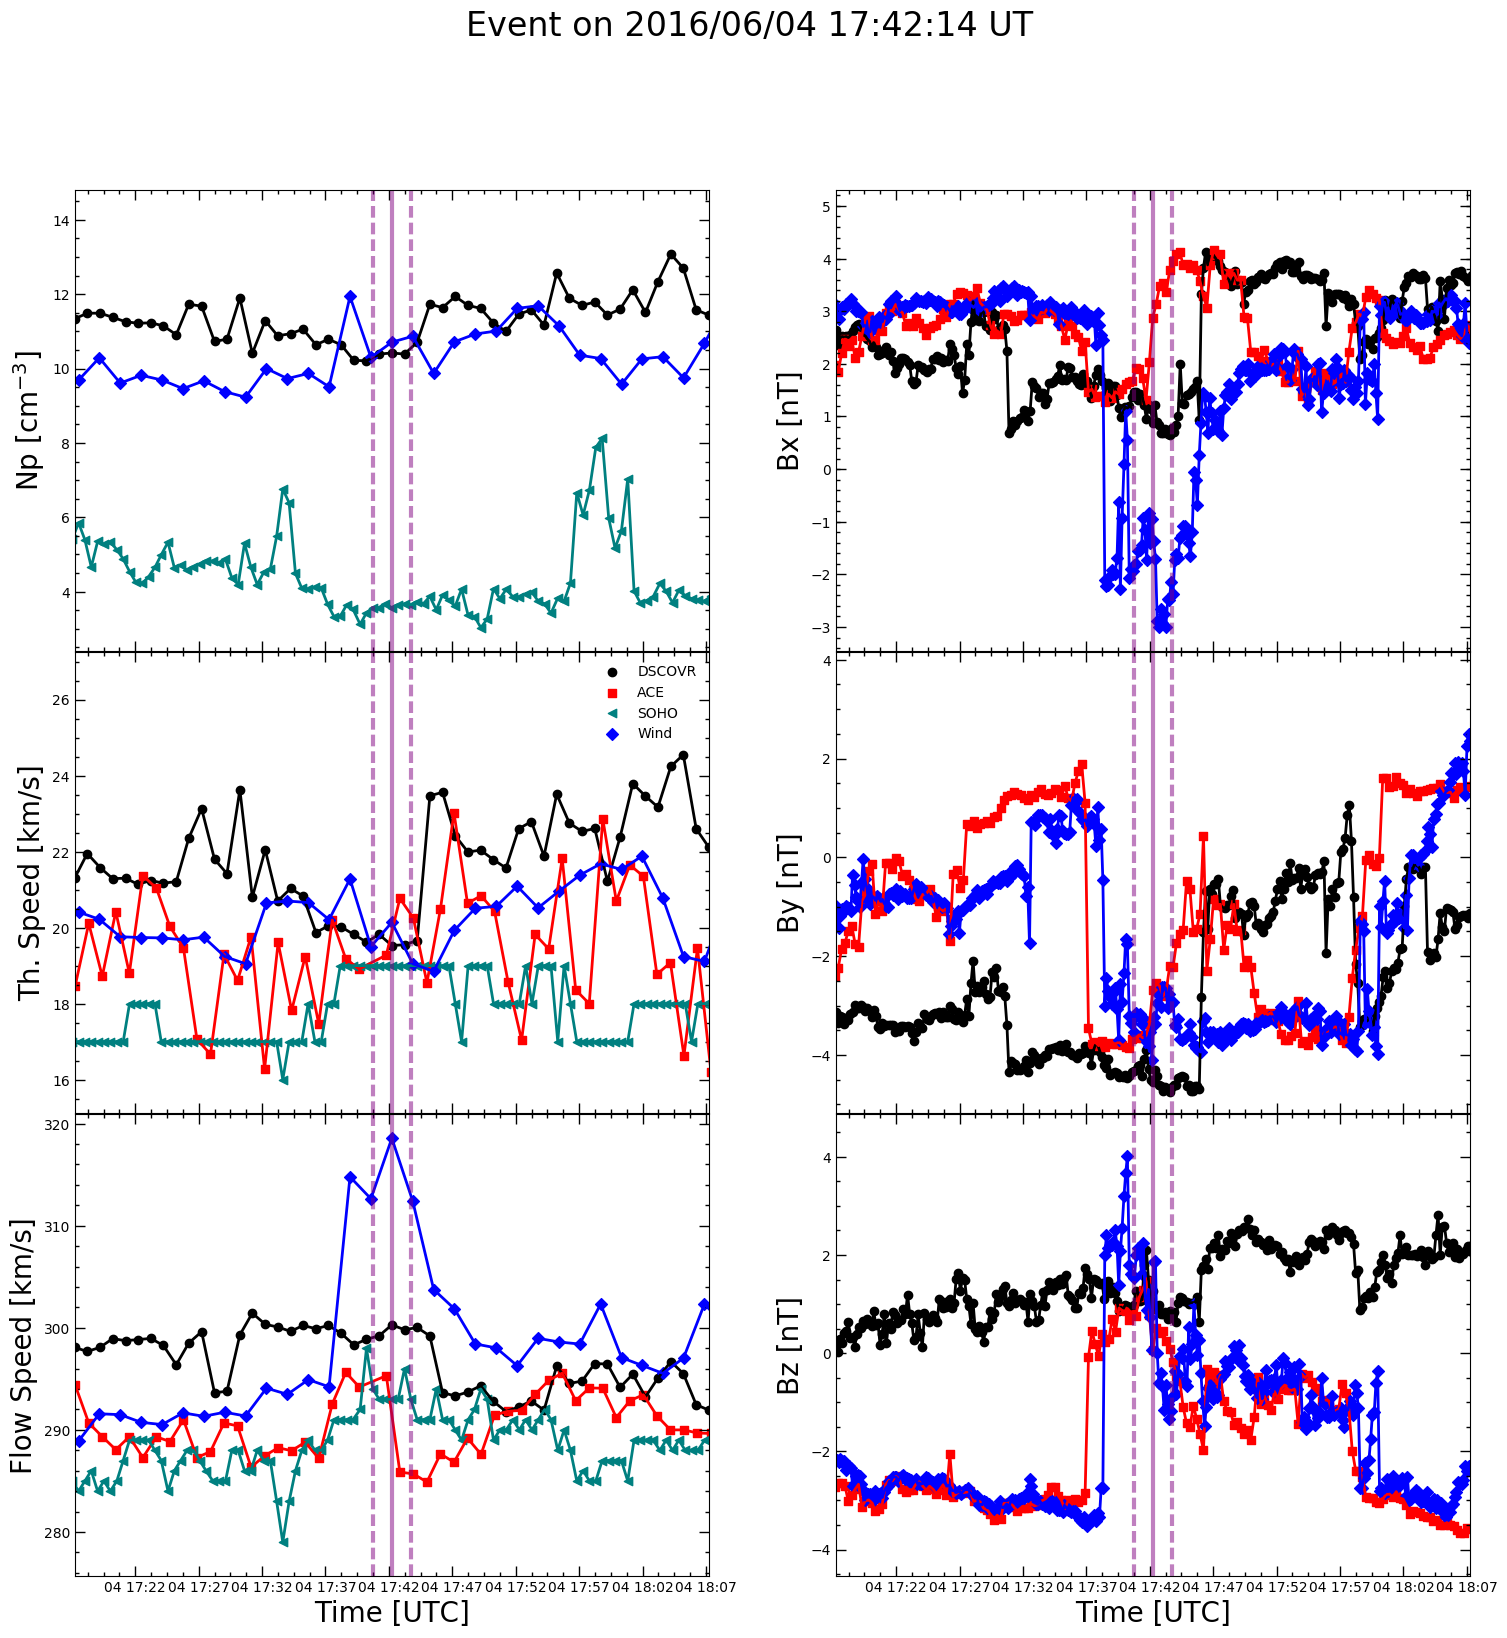 Event on 2016/06/04 17:42:14 UT
Np [cm⁻³]
14
12
10
8
6
4
Bx [nT]
5
4
3
2
1
0
−1
−2
−3
Th. Speed [km/s]
26
24
22
20
18
16
DSCOVR
ACE
SOHO
Wind
By [nT]
4
2
0
−2
−4
Flow Speed [km/s]
320
310
300
290
280
Bz [nT]
4
2
0
−2
−4
04 17:22 04 17:27 04 17:32 04 17:37 04 17:42 04 17:47 04 17:52 04 17:57 04 18:02 04 18:07
Time [UTC]
04 17:22 04 17:27 04 17:32 04 17:37 04 17:42 04 17:47 04 17:52 04 17:57 04 18:02 04 18:07
Time [UTC]